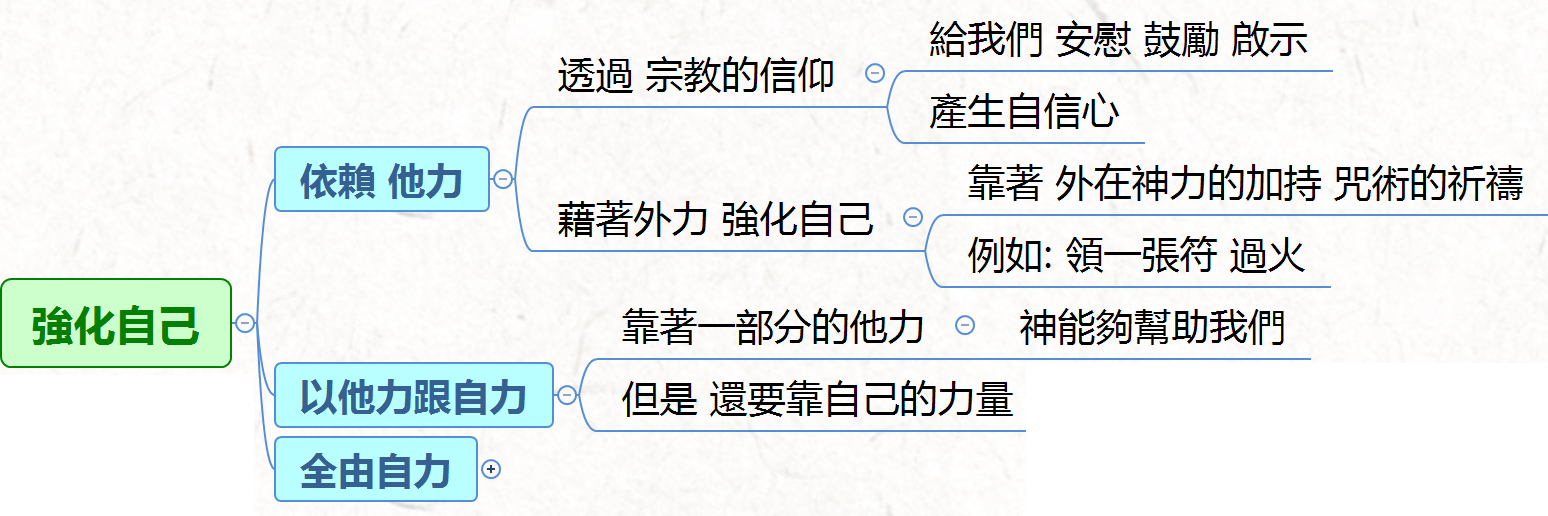 強化自己
依賴 他力
透過 宗教的信仰
給我們 安慰 鼓勵 啟示
產生自信心
藉著外力 強化自己
靠著 外在神力的加持 咒術的祈禱
例如: 領一張符 過火
以他力跟自力
靠著一部分的他力
神能夠幫助我們
但是 還要靠自己的力量
全由自力